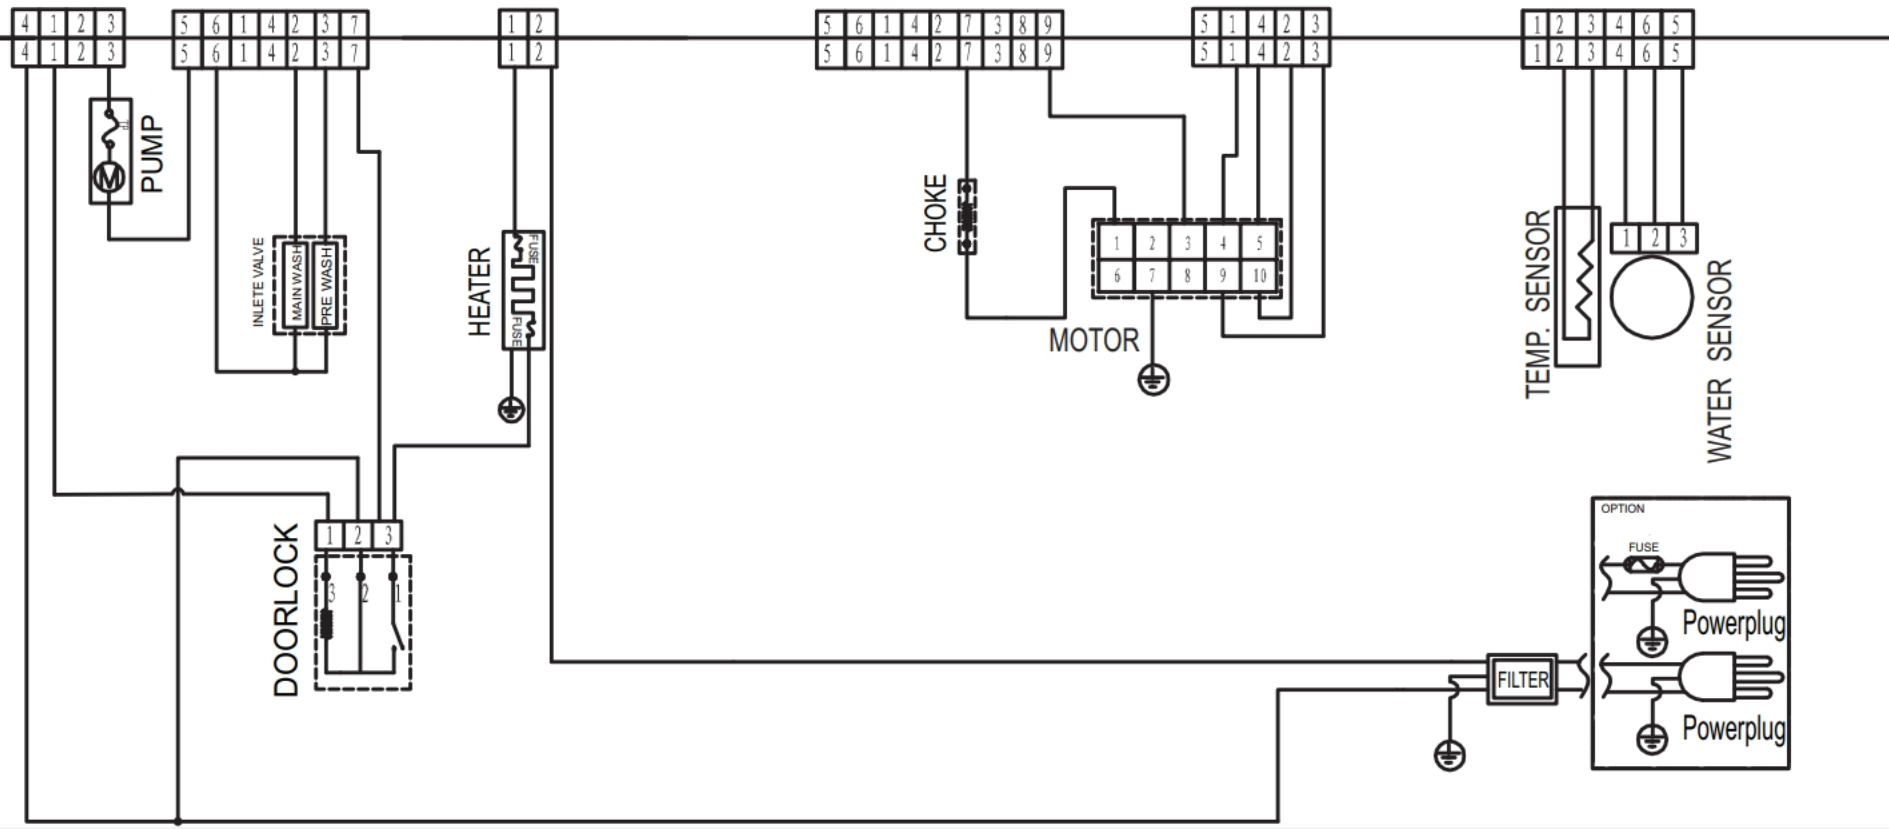 4 1 2 3
4 1 2 3
5 6 1 4 2 3 7
5 6 1 4 2 3 7
1 2
1 2
5 6 1 4 2 7 3 8 9
5 6 1 4 2 7 3 8 9
5 1 4 2 3
5 1 4 2 3
1 2 3 4 6 5
1 2 3 4 6 5
TP
M
PUMP
INLETE VALVE
MAIN WASH
PRE WASH
HEATER
FUSE
FUSE
CHOKE
1 2 3 4 5
6 7 8 9 10
MOTOR
TEMP. SENSOR
1 2 3
WATER SENSOR
DOORLOCK
1 2 3
3 2 1
FILTER
OPTION
FUSE
Powerplug
Powerplug